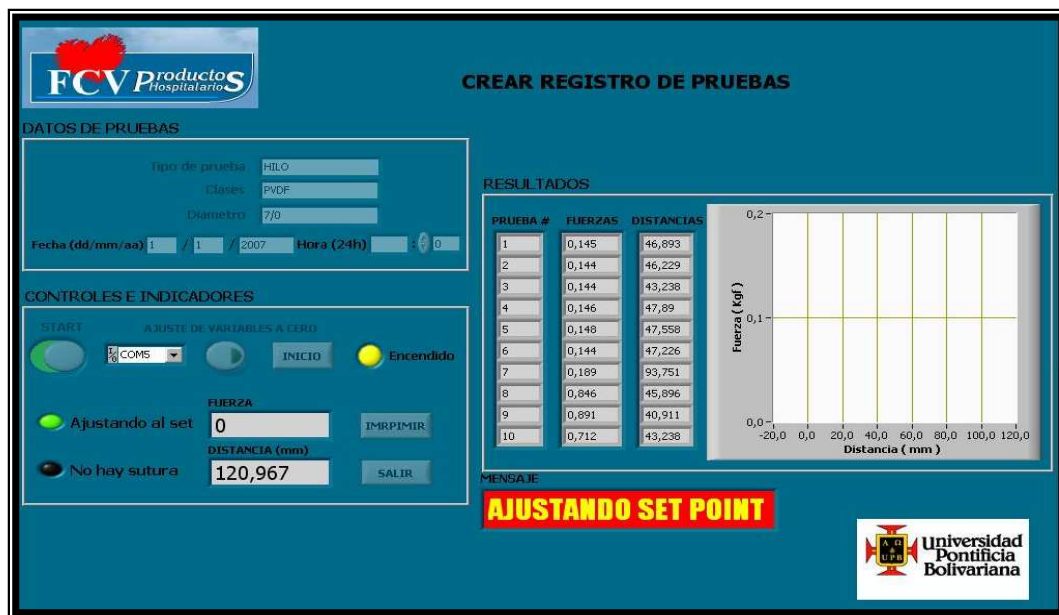 FCV Productos
Hospitalarios
CREAR REGISTRO DE PRUEBAS
DATOS DE PRUEBAS
Tipo de prueba HILO
Clases PVDF
Diametro 7/0
Fecha (dd/mm/aa) 1 / 1 / 2007 Hora (24h) : 0
CONTROLES E INDICADORES
START AJUSTE DE VARIABLES A CERO
COM5 INICIO Encendido
FUERZA
Ajustando al set 0 IMRPIMIR
DISTANCIA (mm)
No hay sutura 120,967 SALIR
RESULTADOS
PRUEBA # FUERZAS DISTANCIAS
1 0,145 46,893
2 0,144 46,229
3 0,144 43,238
4 0,146 47,89
5 0,148 47,558
6 0,144 47,226
7 0,189 93,751
8 0,846 45,896
9 0,891 40,911
10 0,712 43,238
Fuerza ( Kgf )
0,2
0,1
0,0
-20,0 0,0 20,0 40,0 60,0 80,0 100,0 120,0
Distancia ( mm )
MENSAJE
AJUSTANDO SET POINT
A Ω
UPB
Universidad
Pontificia
Bolivariana